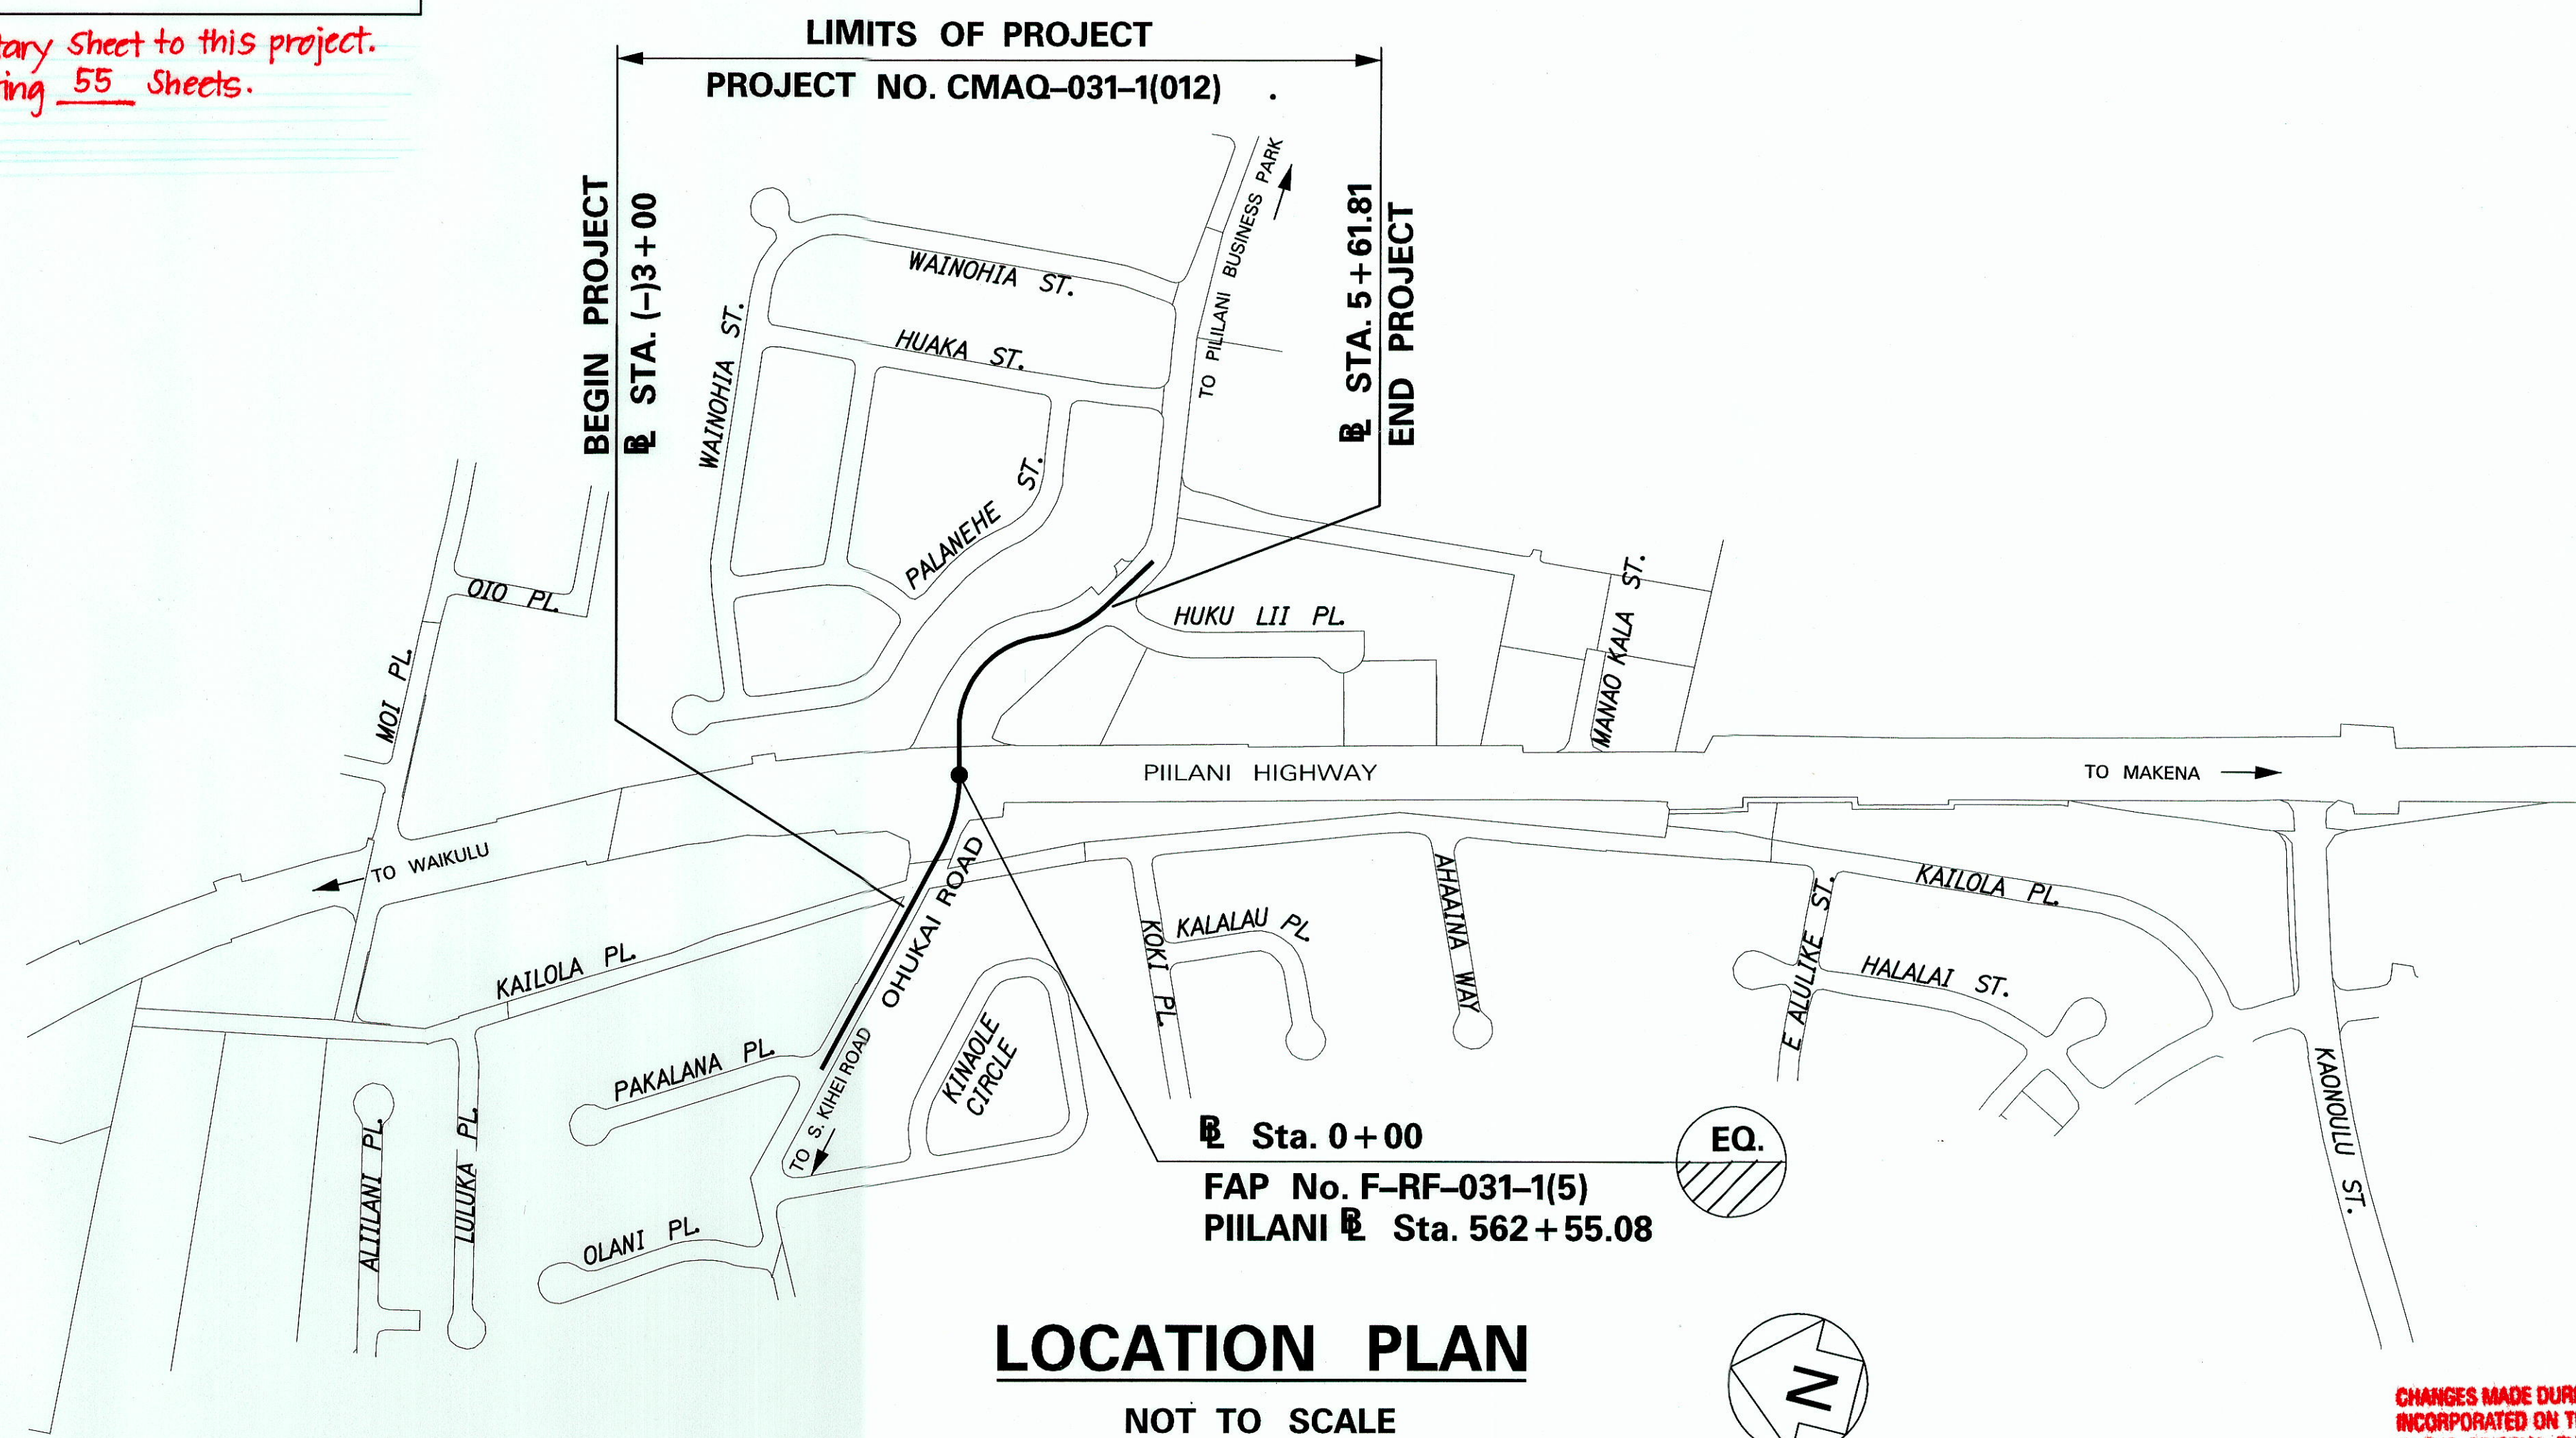 tary Sheet to this project.
ing 55 Sheets.
LIMITS OF PROJECT
PROJECT NO. CMAQ–031–1(012)
BEGIN PROJECT
BL STA. (–)3+00
BL STA. 5+61.81
END PROJECT
TO PILILANI BUSINESS PARK
WAINOHIA ST.
WAINOHIA ST.
HUAKA ST.
PALANEHE ST.
OIO PL.
MOI PL.
HUKU LII PL.
MANAO KALA ST.
PIILANI HIGHWAY
TO MAKENA
TO WAIKULU
OHUKAI ROAD
KAILOLA PL.
KAILOLA PL.
KOKI PL.
KALALAU PL.
AHAAINA WAY
E ALULIKE ST.
HALALAI ST.
KAONOULU ST.
PAKALANA PL.
TO S. KIHEI ROAD
KINAOLE
CIRCLE
ALIILANI PL.
LULUKA PL.
OLANI PL.
BL Sta. 0+00
EQ.
FAP No. F–RF–031–1(5)
PIILANI BL Sta. 562+55.08
LOCATION PLAN
NOT TO SCALE
N
CHANGES MADE DUR
INCORPORATED ON T